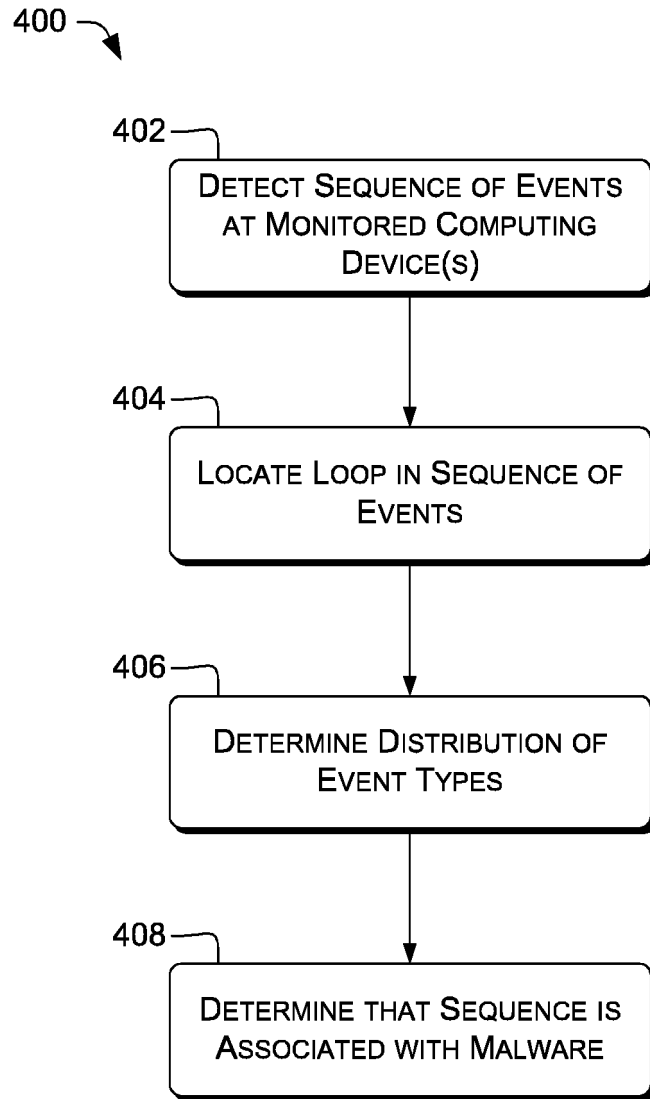 400
402
DETECT SEQUENCE OF EVENTS
AT MONITORED COMPUTING
DEVICE(S)
404
LOCATE LOOP IN SEQUENCE OF
EVENTS
406
DETERMINE DISTRIBUTION OF
EVENT TYPES
408
DETERMINE THAT SEQUENCE IS
ASSOCIATED WITH MALWARE